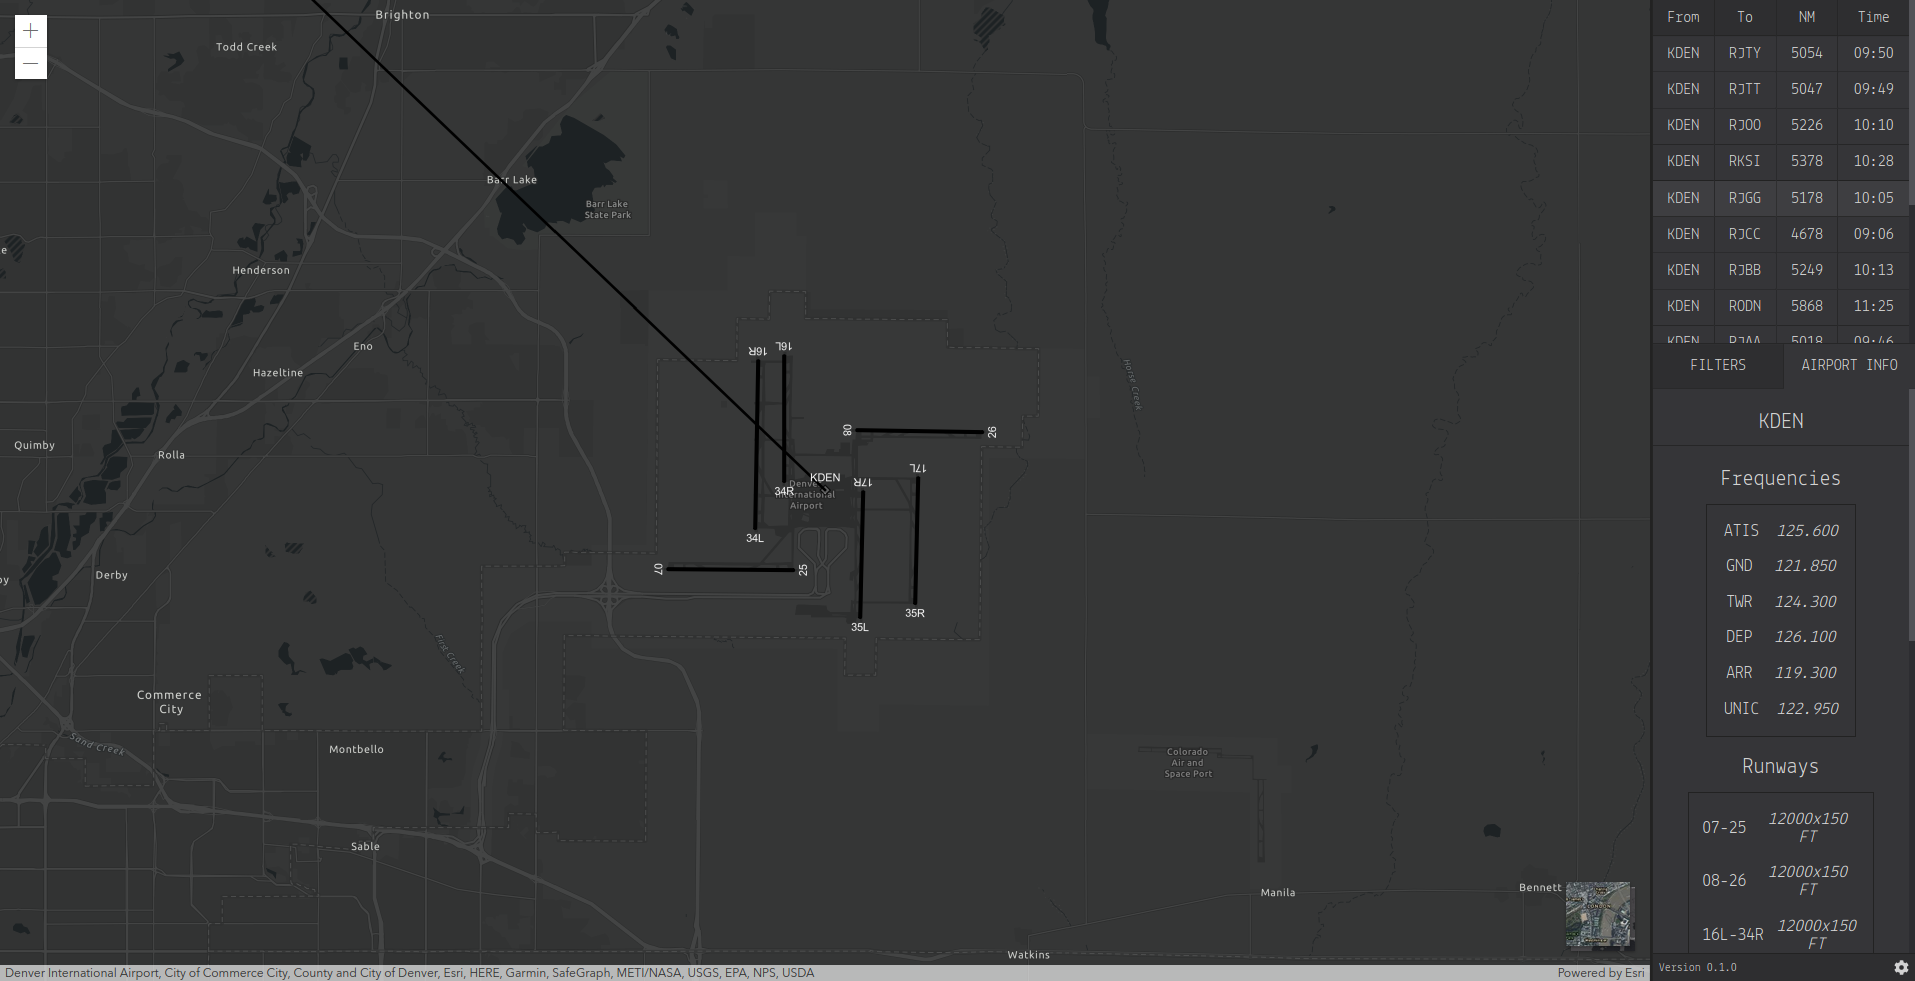 +
−
Brighton
Todd Creek
Barr Lake
Barr Lake
State Park
Henderson
Eno
Hazeltine
Quimby
Rolla
Derby
First Creek
Commerce
City
Sand Creek
Montbello
Sable
16R
16L
08
26
KDEN
34R
Denver
International
Airport
17R
17L
34L
07
25
35L
35R
Horse Creek
Colorado
Air and
Space Port
Manila
Bennett
Watkins
Denver International Airport, City of Commerce City, County and City of Denver, Esri, HERE, Garmin, SafeGraph, METI/NASA, USGS, EPA, NPS, USDA
Powered by Esri
From To NM Time
KDEN RJTY 5054 09:50
KDEN RJTT 5047 09:49
KDEN RJOO 5226 10:10
KDEN RKSI 5378 10:28
KDEN RJGG 5178 10:05
KDEN RJCC 4678 09:06
KDEN RJBB 5249 10:13
KDEN RODN 5868 11:25
KDEN RJAA 5018 09:46
FILTERS AIRPORT INFO
KDEN
Frequencies
ATIS 125.600
GND 121.850
TWR 124.300
DEP 126.100
ARR 119.300
UNIC 122.950
Runways
07-25 12000x150
FT
08-26 12000x150
FT
16L-34R 12000x150
FT
Version 0.1.0